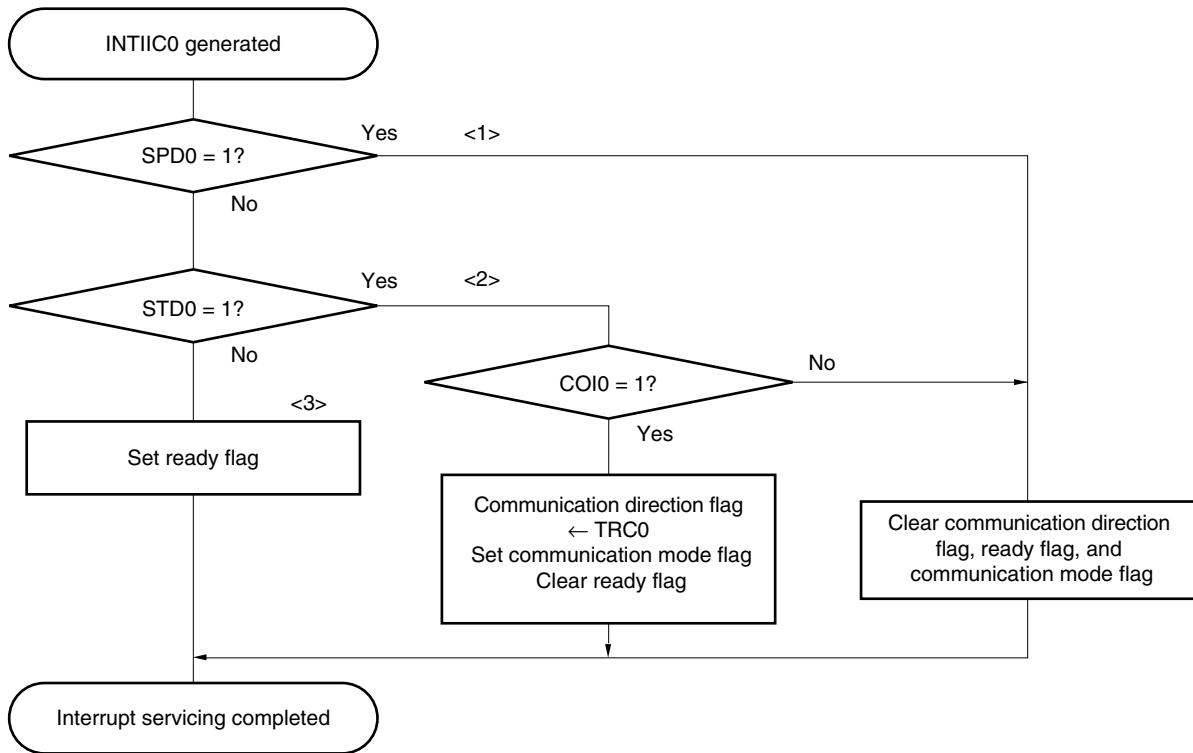 INTIIC0 generated
Yes
<1>
SPD0 = 1?
No
Yes
<2>
STD0 = 1?
No
COI0 = 1?
No
Yes
<3>
Set ready flag
Communication direction flag
← TRC0
Set communication mode flag
Clear ready flag
Clear communication direction
flag, ready flag, and
communication mode flag
Interrupt servicing completed